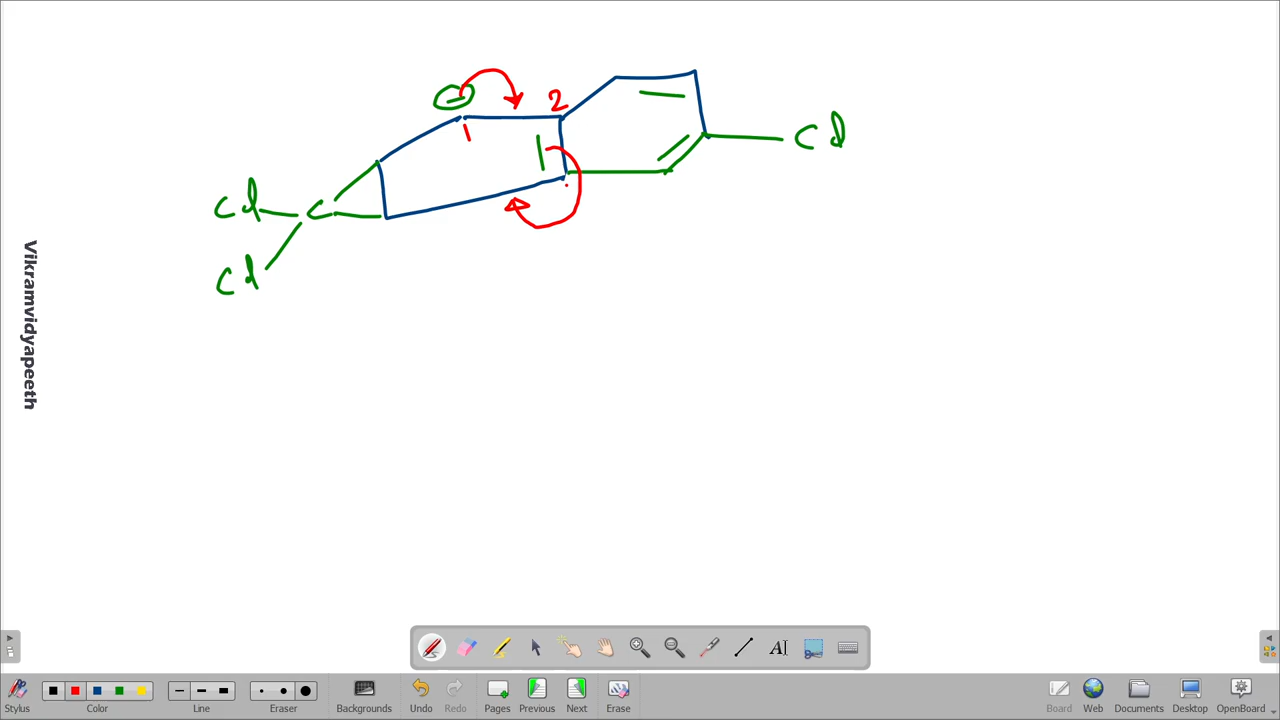 2
1
Cl
Cl C
Cl
Vikramvidyapeeth
Stylus
Color
Line
Eraser
Backgrounds
Undo
Redo
Pages
Previous
Next
Erase
Board
Web
Documents
Desktop
OpenBoard